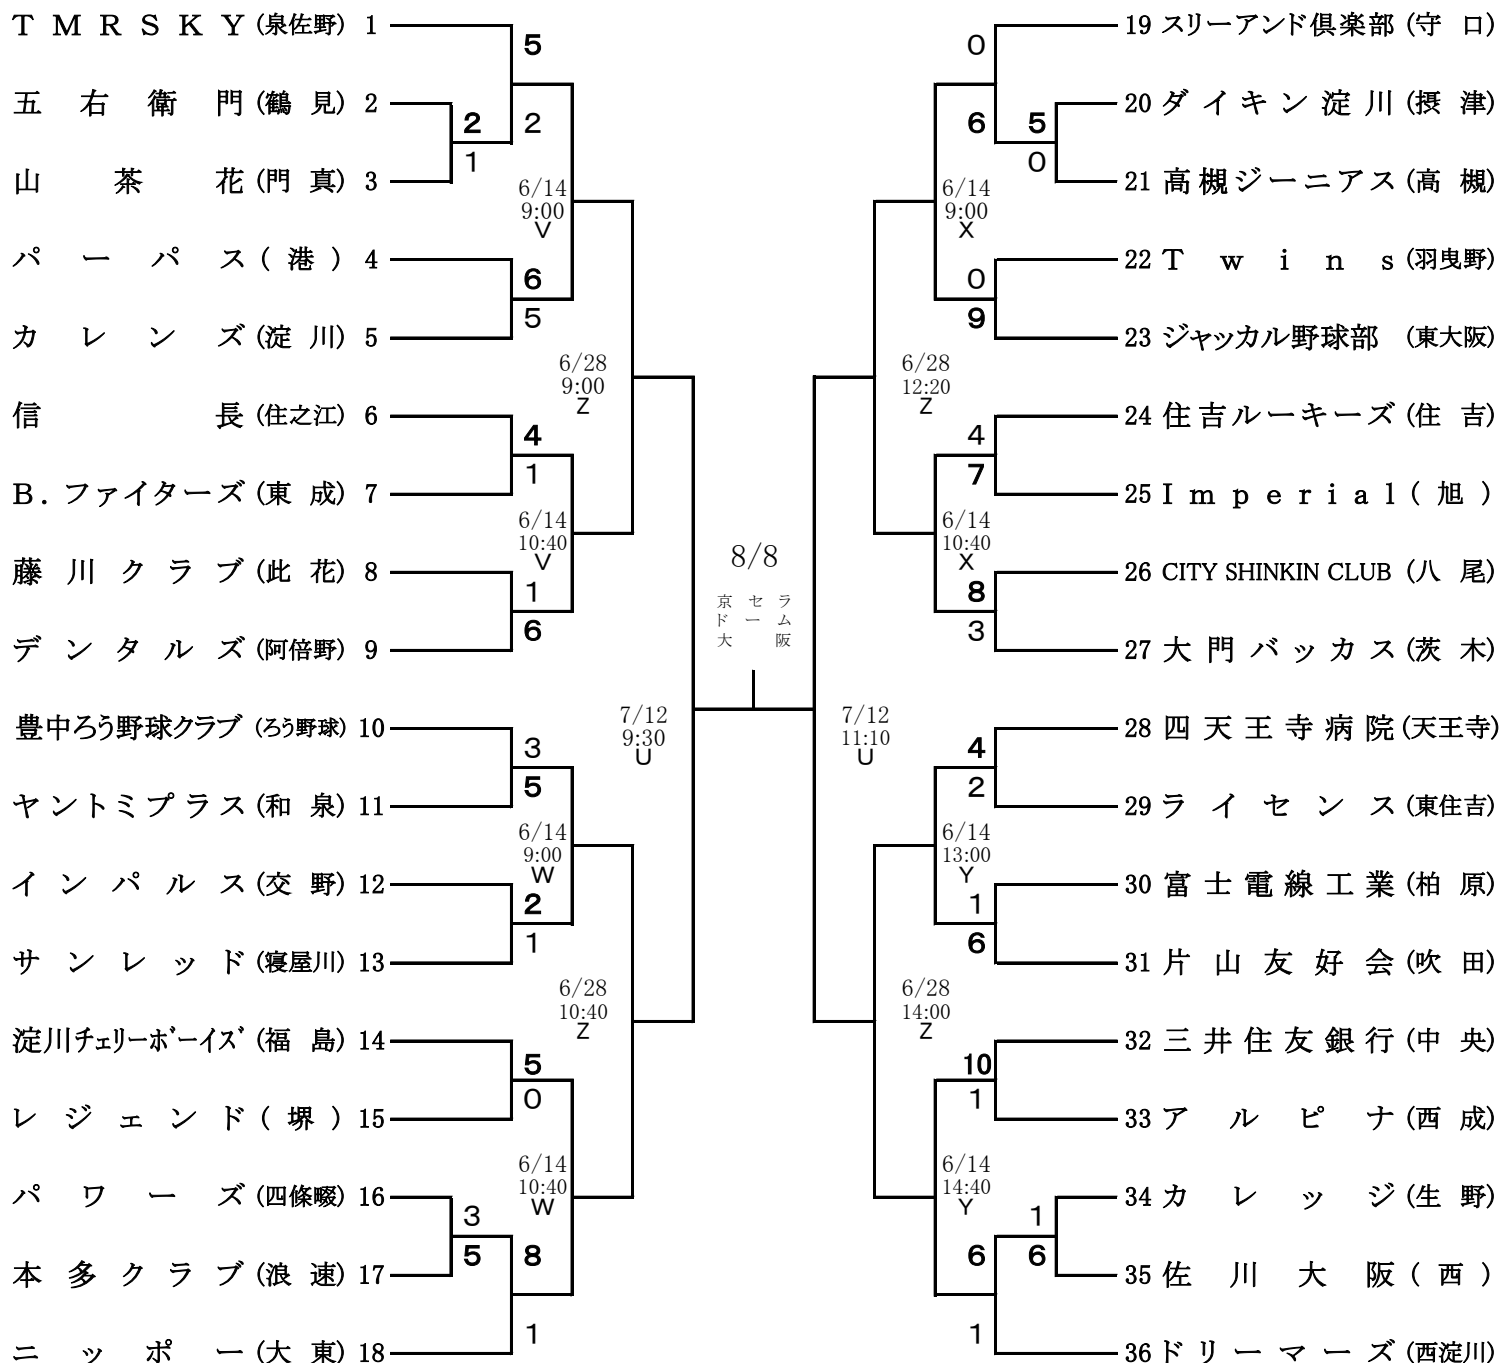 TMRSKY(泉佐野) 1
5
五右衛門(鶴見) 2
2
2
1
山茶花(門真) 3
6/14
9:00
V
パーパス(港) 4
6
5
カレンズ(淀川) 5
6/28
9:00
Z
信長(住之江) 6
4
1
B.ファイターズ(東成) 7
6/14
10:40
V
藤川クラブ(此花) 8
1
6
デンタルズ(阿倍野) 9
7/12
9:30
U
豊中ろう野球クラブ(ろう野球) 10
3
5
ヤントミプラス(和泉) 11
6/14
9:00
W
インパルス(交野) 12
2
1
サンレッド(寝屋川) 13
6/28
10:40
Z
淀川チェリーボーイズ(福島) 14
5
0
レジェンド(堺) 15
6/14
10:40
W
パワーズ(四條畷) 16
3
5
8
本多クラブ(浪速) 17
1
ニッポー(大東) 18
8/8
京セラ
ドーム
大阪
19 スリーアンド倶楽部(守口)
0
20 ダイキン淀川(摂津)
6
5
0
21 高槻ジーニアス(高槻)
6/14
9:00
X
22 Twins(羽曳野)
0
9
23 ジャッカル野球部(東大阪)
6/28
12:20
Z
24 住吉ルーキーズ(住吉)
4
7
25 Imperial(旭)
6/14
10:40
X
26 CITY SHINKIN CLUB(八尾)
8
3
27 大門バッカス(茨木)
7/12
11:10
U
28 四天王寺病院(天王寺)
4
2
29 ライセンス(東住吉)
6/14
13:00
Y
30 富士電線工業(柏原)
1
6
31 片山友好会(吹田)
6/28
14:00
Z
32 三井住友銀行(中央)
10
1
33 アルピナ(西成)
6/14
14:40
Y
34 カレッジ(生野)
1
6
6
35 佐川大阪(西)
1
36 ドリーマーズ(西淀川)